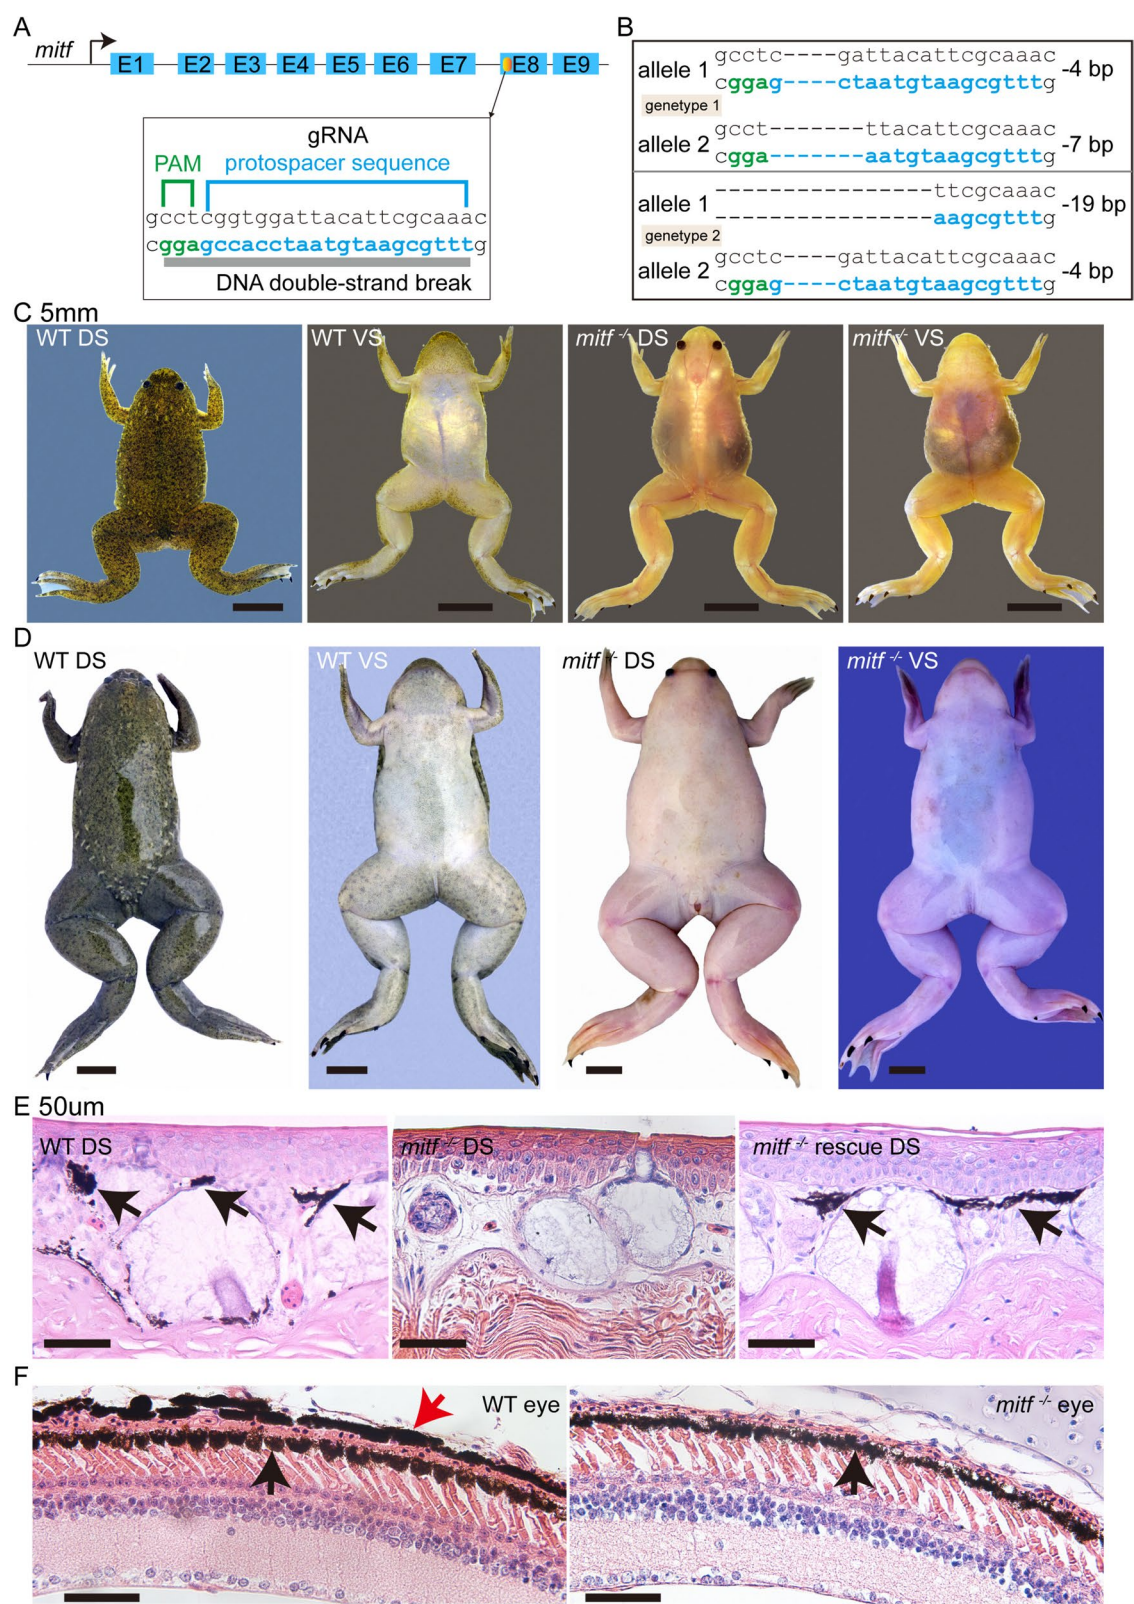 A
mitf
E1 E2 E3 E4 E5 E6 E7 E8 E9
gRNA
PAM protospacer sequence
gcctcggtggattacattcgcaaac
cggagccacctaatgtaagcgtttg
DNA double-strand break
B
allele 1 gcctc----gattacattcgcaaac -4 bp
cggag----ctaatgtaagcgtttg
genotype 1
allele 2 gcct-------ttacattcgcaaac -7 bp
cgga-------aatgtaagcgtttg
allele 1 ----------------ttcgcaaac -19 bp
----------------aagcgtttg
genotype 2
allele 2 gcctc----gattacattcgcaaac -4 bp
cggag----ctaatgtaagcgtttg
C 5mm
WT DS WT VS mitf -/- DS mitf -/- VS
D
WT DS WT VS mitf -/- DS mitf -/- VS
E 50um
WT DS mitf -/- DS mitf -/- rescue DS
F
WT eye mitf -/- eye